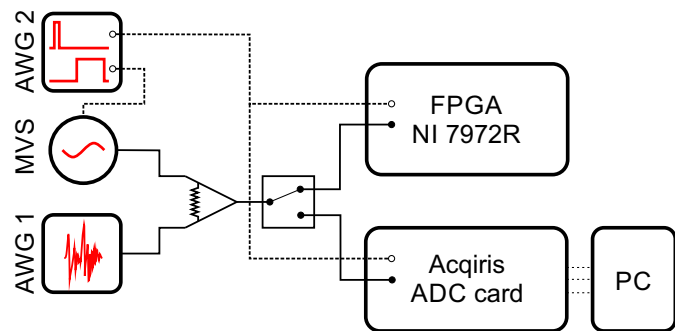 AWG 2
MVS
AWG 1
FPGA
NI 7972R
Acqiris
ADC card
PC